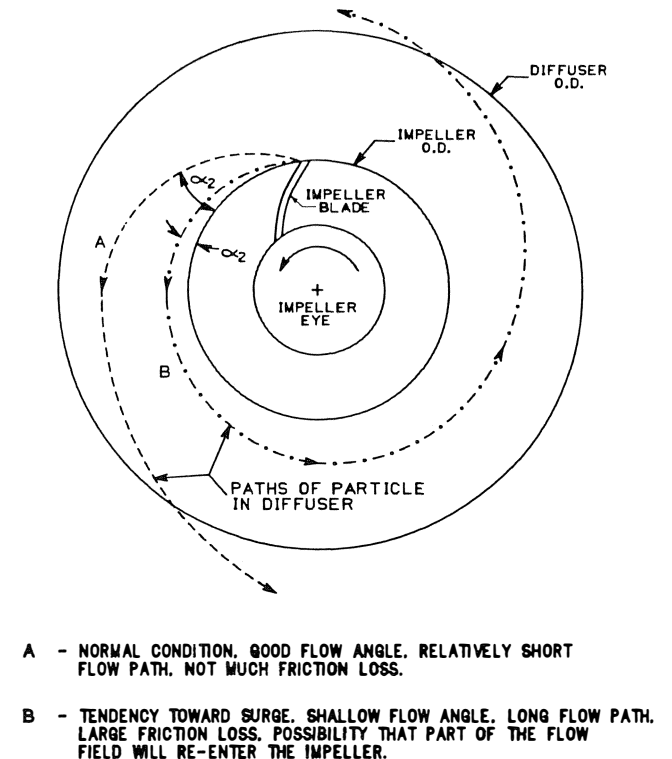 DIFFUSER
O.D.
IMPELLER
O.D.
α2
IMPELLER
BLADE
A
α2
+
IMPELLER
EYE
B
PATHS OF PARTICLE
IN DIFFUSER
A - NORMAL CONDITION. GOOD FLOW ANGLE. RELATIVELY SHORT
FLOW PATH. NOT MUCH FRICTION LOSS.
B - TENDENCY TOWARD SURGE. SHALLOW FLOW ANGLE. LONG FLOW PATH.
LARGE FRICTION LOSS. POSSIBILITY THAT PART OF THE FLOW
FIELD WILL RE-ENTER THE IMPELLER.